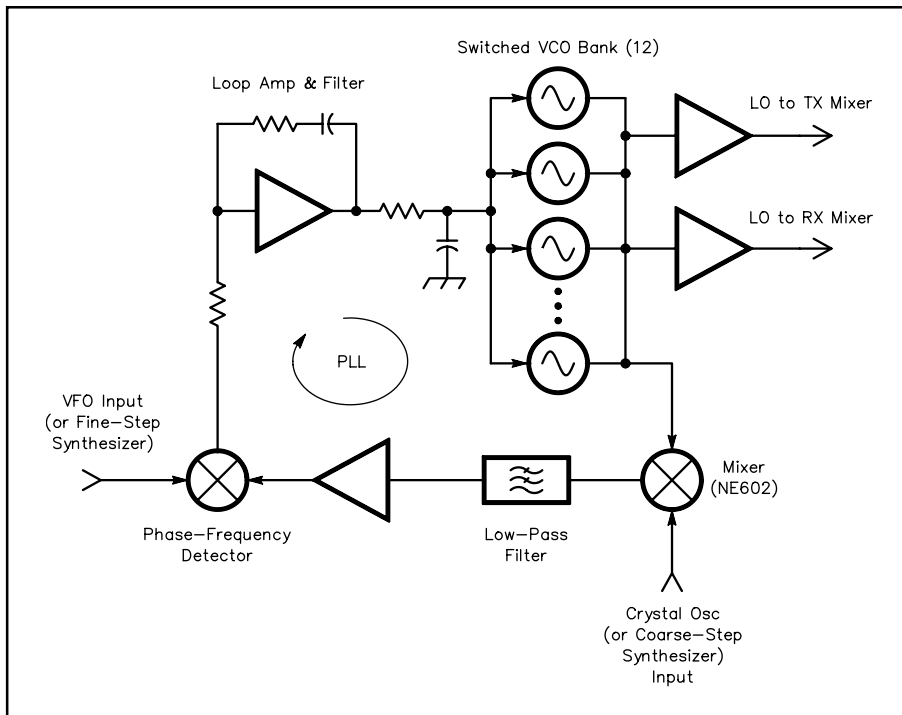 Switched VCO Bank (12)
Loop Amp & Filter
LO to TX Mixer
LO to RX Mixer
PLL
VFO Input
(or Fine-Step
Synthesizer)
Phase-Frequency
Detector
Low-Pass
Filter
Mixer
(NE602)
Crystal Osc
(or Coarse-Step
Synthesizer)
Input